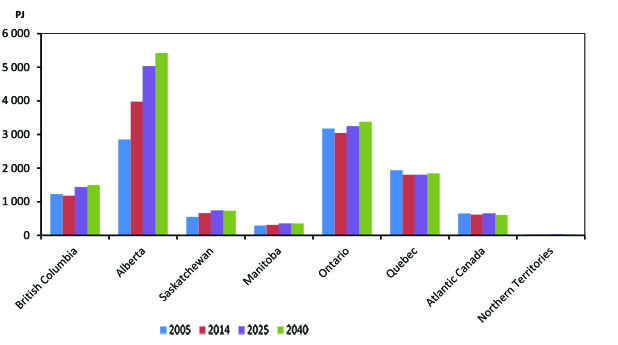 PJ
6 000
5 000
4 000
3 000
2 000
1 000
0
British Columbia
Alberta
Saskatchewan
Manitoba
Ontario
Quebec
Atlantic Canada
Northern Territories
2005 2014 2025 2040